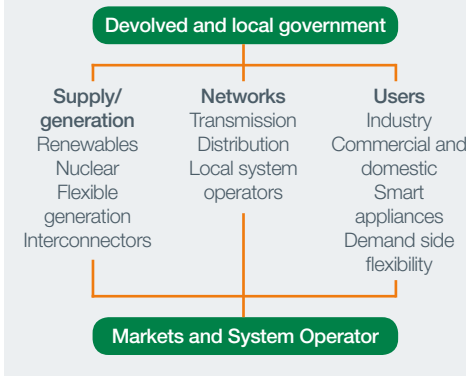 Devolved and local government
Supply/
generation
Renewables
Nuclear
Flexible
generation
Interconnectors
Networks
Transmission
Distribution
Local system
operators
Users
Industry
Commercial and
domestic
Smart
appliances
Demand side
flexibility
Markets and System Operator